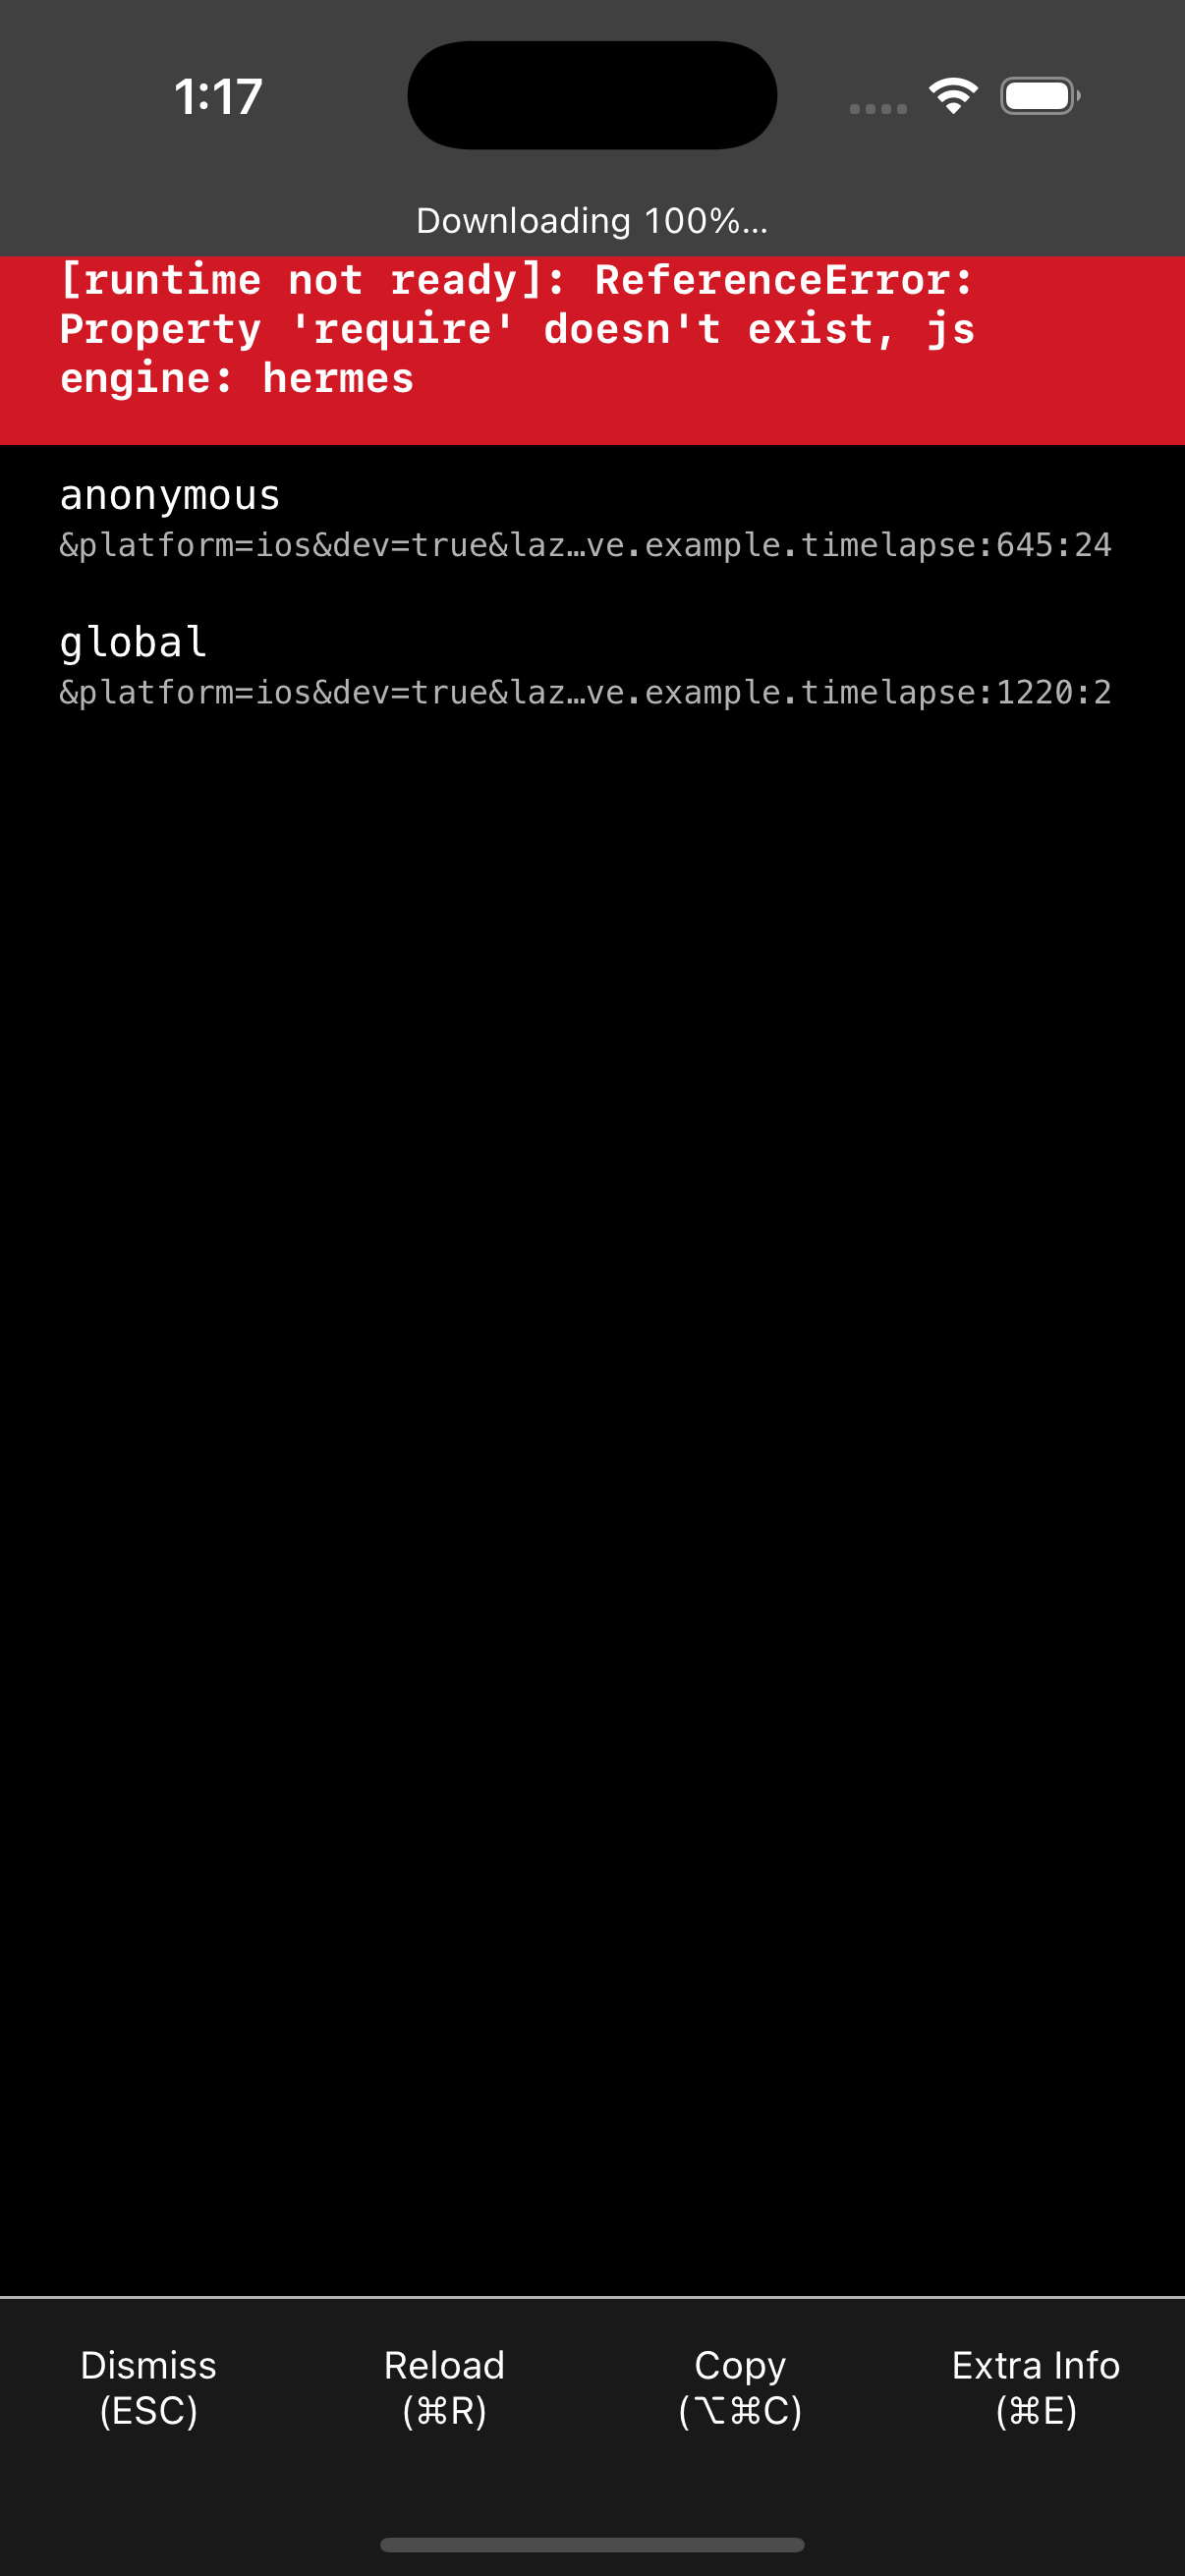 1:17
Downloading 100%...
[runtime not ready]: ReferenceError:
Property 'require' doesn't exist, js
engine: hermes
anonymous
&platform=ios&dev=true&laz…ve.example.timelapse:645:24
global
&platform=ios&dev=true&laz…ve.example.timelapse:1220:2
Dismiss
(ESC)
Reload
(⌘R)
Copy
(⌥⌘C)
Extra Info
(⌘E)